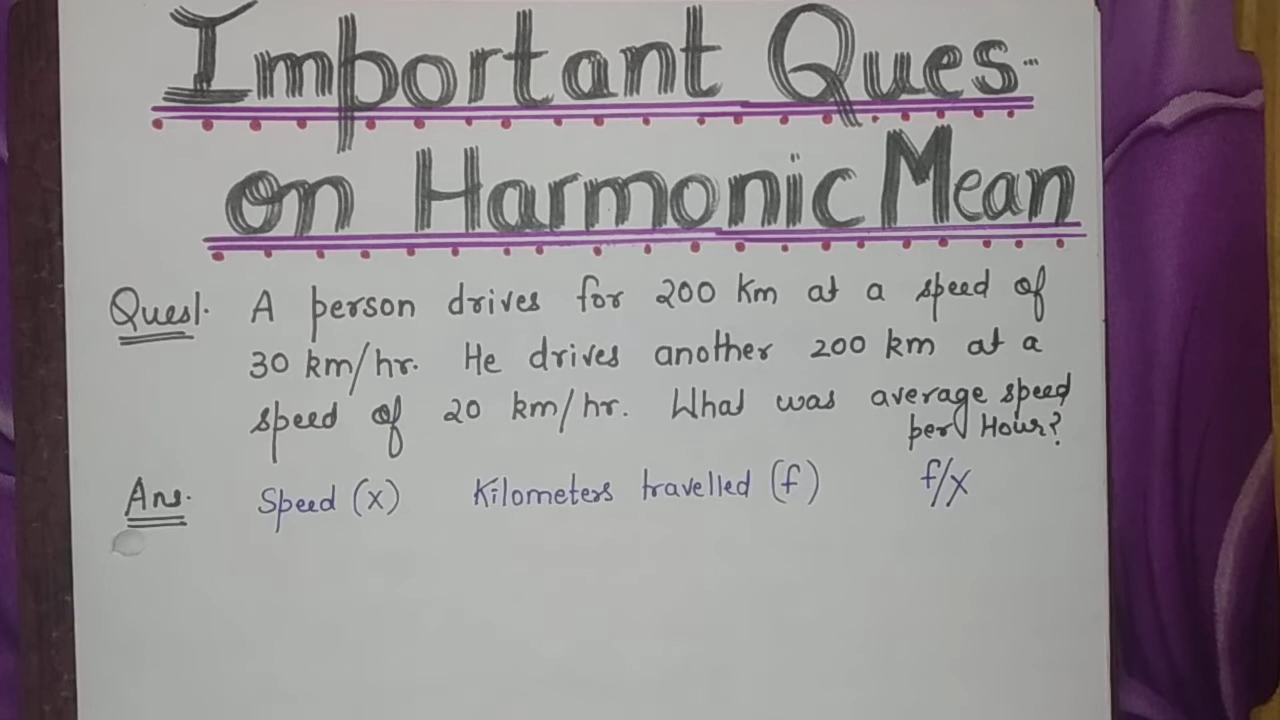 Important Ques-
on Harmonic Mean
Ques1. A person drives for 200 Km at a speed of
30 km/hr. He drives another 200 km at a
speed of 20 km/hr. What was average speed
per Hour?
Ans. Speed (x) Kilometers travelled (f) f/x